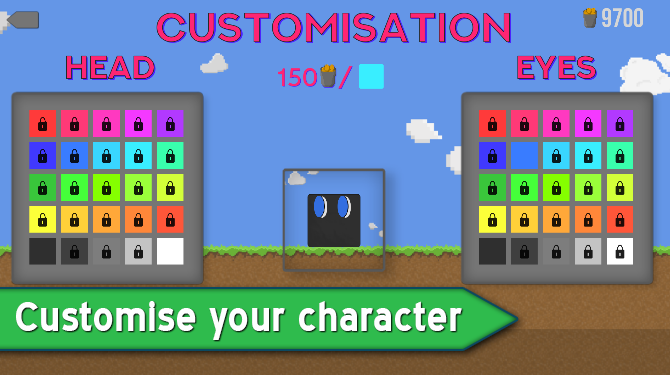 CUSTOMISATION
9700
HEAD
150 /
EYES
Customise your character